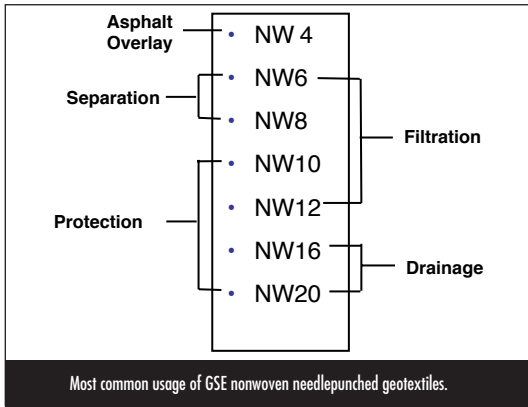 Asphalt
Overlay
Separation
Protection
• NW 4
• NW6
• NW8
• NW10
• NW12
• NW16
• NW20
Filtration
Drainage
Most common usage of GSE nonwoven needlepunched geotextiles.